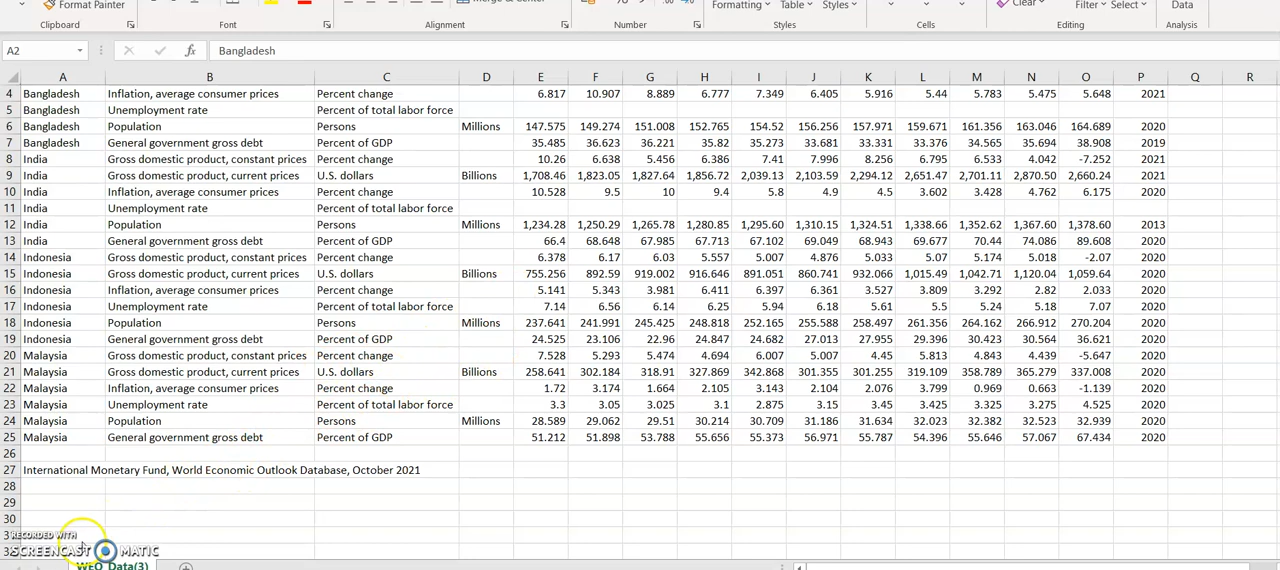 Format Painter Merge & Center Formatting Table Styles Clear Filter Select Data
Clipboard Font Alignment Number Styles Cells Editing Analysis
A2 fx Bangladesh
A B C D E F G H I J K L M N O P Q R
4 Bangladesh Inflation, average consumer prices Percent change 6.817 10.907 8.889 6.777 7.349 6.405 5.916 5.44 5.783 5.475 5.648 2021
5 Bangladesh Unemployment rate Percent of total labor force
6 Bangladesh Population Persons Millions 147.575 149.274 151.008 152.765 154.52 156.256 157.971 159.671 161.356 163.046 164.689 2020
7 Bangladesh General government gross debt Percent of GDP 35.485 36.623 221 35.82 35.273 33.681 33.331 33.376 34.565 35.694 38.908 2019
8 India Gross domestic product, constant prices Percent change 10.26 6.638 5.456 6.386 7.41 7.996 8.256 6.795 6.533 4.042 -7.252 2021
9 India Gross domestic product, current prices U.S. dollars Billions 1,708.46 1,823.05 1,827.64 1,856.72 2,039.13 2,103.59 2,294.12 2,651.47 2,701.11 2,870.50 2,660.24 2021
10 India Inflation, average consumer prices Percent change 10.528 9.5 10 9.4 5.8 4.9 4.5 3.602 3.428 4.762 6.175 2020
11 India Unemployment rate Percent of total labor force
12 India Population Persons Millions 1,234.28 1,250.29 1,265.78 1,280.85 1,295.60 1,310.15 1,324.51 1,338.66 1,352.62 1,367.60 1,378.60 2013
13 India General government gross debt Percent of GDP 66.4 68.648 67.985 67.713 67.102 69.049 68.943 69.677 70.44 74.086 89.608 2020
14 Indonesia Gross domestic product, constant prices Percent change 6.378 6.17 6.03 5.557 5.007 4.876 5.033 5.07 5.174 5.018 -2.07 2020
15 Indonesia Gross domestic product, current prices U.S. dollars Billions 755.256 892.59 919.002 916.646 891.051 860.741 932.066 1,015.49 1,042.71 1,120.04 1,059.64 2020
16 Indonesia Inflation, average consumer prices Percent change 5.141 5.343 3.981 6.411 6.397 6.361 3.527 3.809 3.292 2.82 2.033 2020
17 Indonesia Unemployment rate Percent of total labor force 7.14 6.56 6.14 6.25 5.94 6.18 5.61 5.5 5.24 5.18 7.07 2020
18 Indonesia Population Persons Millions 237.641 241.991 245.425 248.818 252.165 255.588 258.497 261.356 264.162 266.912 270.204 2020
19 Indonesia General government gross debt Percent of GDP 24.525 23.106 22.96 24.847 24.682 27.013 27.955 29.396 30.423 30.564 36.621 2020
20 Malaysia Gross domestic product, constant prices Percent change 7.528 5.293 5.474 4.694 6.007 5.007 4.45 5.813 4.843 4.439 -5.647 2020
21 Malaysia Gross domestic product, current prices U.S. dollars Billions 258.641 302.184 318.91 327.869 342.868 301.355 301.255 319.109 358.789 365.279 337.008 2020
22 Malaysia Inflation, average consumer prices Percent change 1.72 3.174 1.664 2.105 3.143 2.104 2.076 3.799 0.969 0.663 -1.139 2020
23 Malaysia Unemployment rate Percent of total labor force 3.3 3.05 3.025 3.1 2.875 3.15 3.45 3.425 3.325 3.275 4.525 2020
24 Malaysia Population Persons Millions 28.589 29.062 29.51 30.214 30.709 31.186 31.634 32.023 32.382 32.523 32.939 2020
25 Malaysia General government gross debt Percent of GDP 51.212 51.898 53.788 55.656 55.373 56.971 55.787 54.396 55.646 57.067 67.434 2020
26
27 International Monetary Fund, World Economic Outlook Database, October 2021
28
29
30
RECORDED WITH
SCREENCAST MATIC
WEO_Data(3)